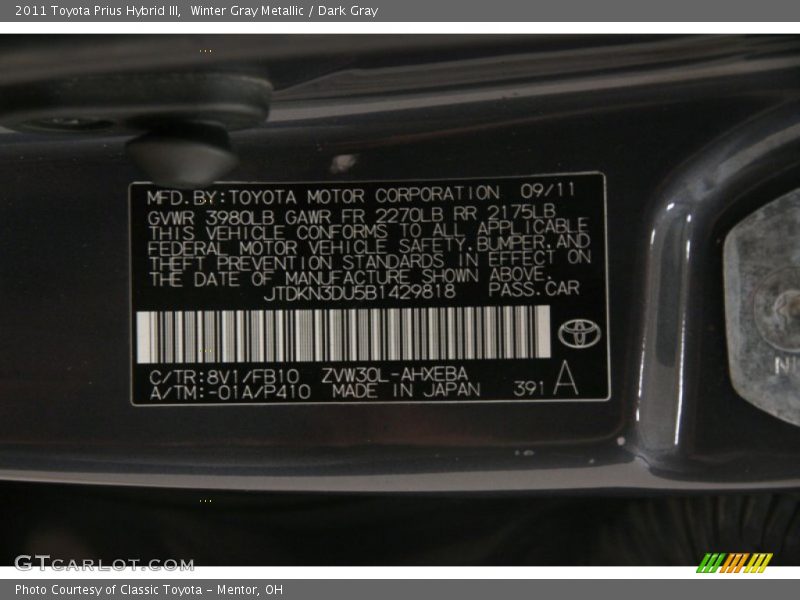 2011 Toyota Prius Hybrid III,  Winter Gray Metallic / Dark Gray
MFD. BY: TOYOTA MOTOR CORPORATION 09/11
GVWR 3980LB GAWR FR 2270LB RR 2175LB
THIS VEHICLE CONFORMS TO ALL APPLICABLE
FEDERAL MOTOR VEHICLE SAFETY, BUMPER, AND
THEFT PREVENTION STANDARDS IN EFFECT ON
THE DATE OF MANUFACTURE SHOWN ABOVE.
JTDKN3DU5B1429818 PASS. CAR
C/TR: 8V1/FB10 ZVW30L-AHXEBA
A/TM: -01A/P410 MADE IN JAPAN 391 A
GTCARLOT.COM
Photo Courtesy of Classic Toyota - Mentor, OH